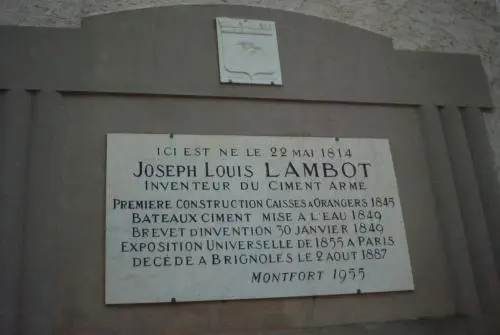 ICI EST NE LE 22 MAI 1814
JOSEPH LOUIS LAMBOT
INVENTEUR DU CIMENT ARME
PREMIERE CONSTRUCTION CAISSES A ORANGERS 1845
BATEAUX CIMENT MISE A L'EAU 1849
BREVET D'INVENTION 30 JANVIER 1849
EXPOSITION UNIVERSELLE DE 1855 A PARIS
DECÉDE A BRIGNOLES LE 2 AOUT 1887
MONTFORT 1955